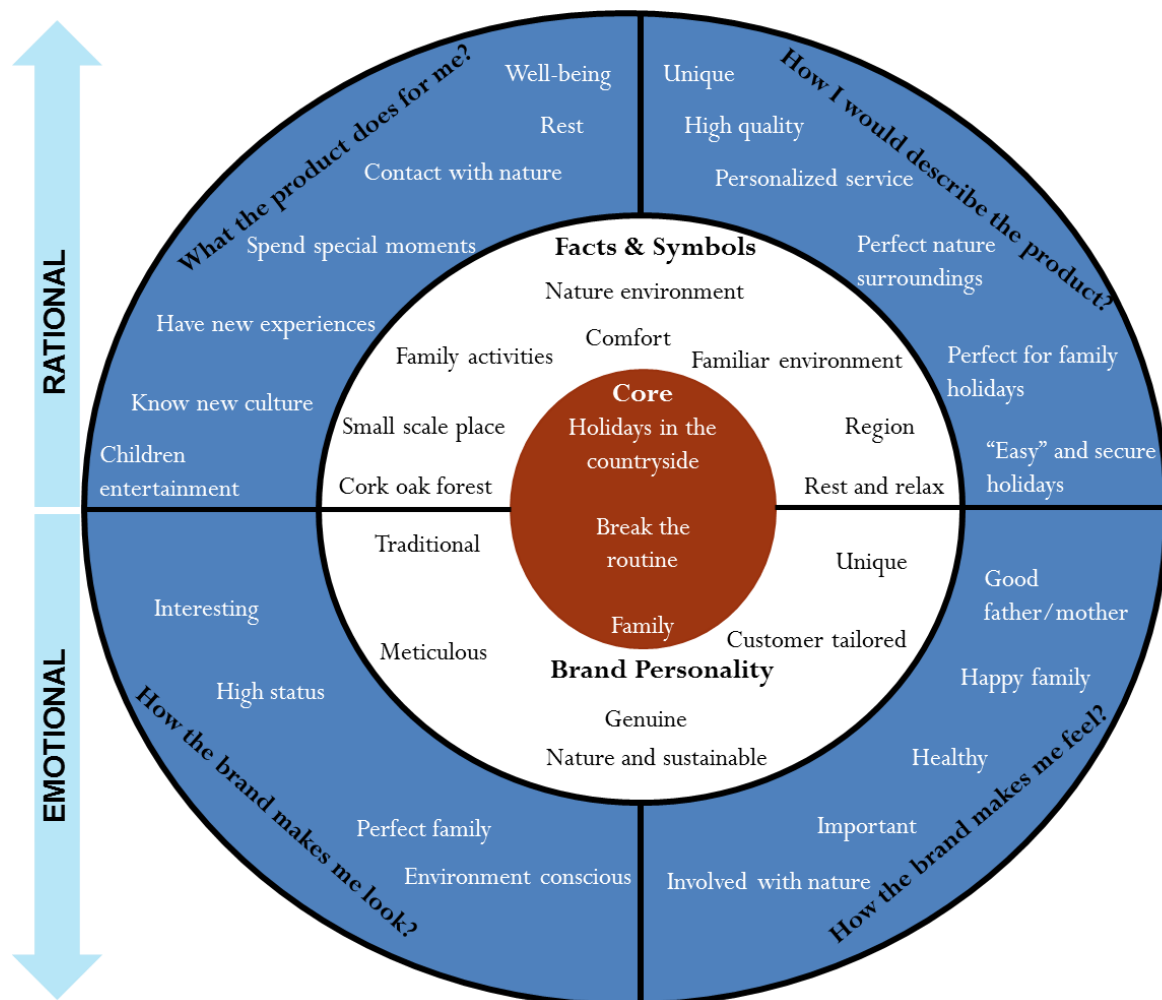 RATIONAL
EMOTIONAL
What the product does for me?
Well-being
Rest
Contact with nature
Spend special moments
Have new experiences
Know new culture
Children
entertainment
How I would describe the product?
Unique
High quality
Personalized service
Perfect nature
surroundings
Perfect for family
holidays
“Easy” and secure
holidays
Facts & Symbols
Nature environment
Comfort
Family activities
Familiar environment
Small scale place
Region
Cork oak forest
Rest and relax
Core
Holidays in the
countryside
Break the
routine
Family
Traditional
Unique
Meticulous
Customer tailored
Brand Personality
Genuine
Nature and sustainable
How the brand makes me look?
Interesting
High status
Perfect family
Environment conscious
How the brand makes me feel?
Good
father/mother
Happy family
Healthy
Important
Involved with nature